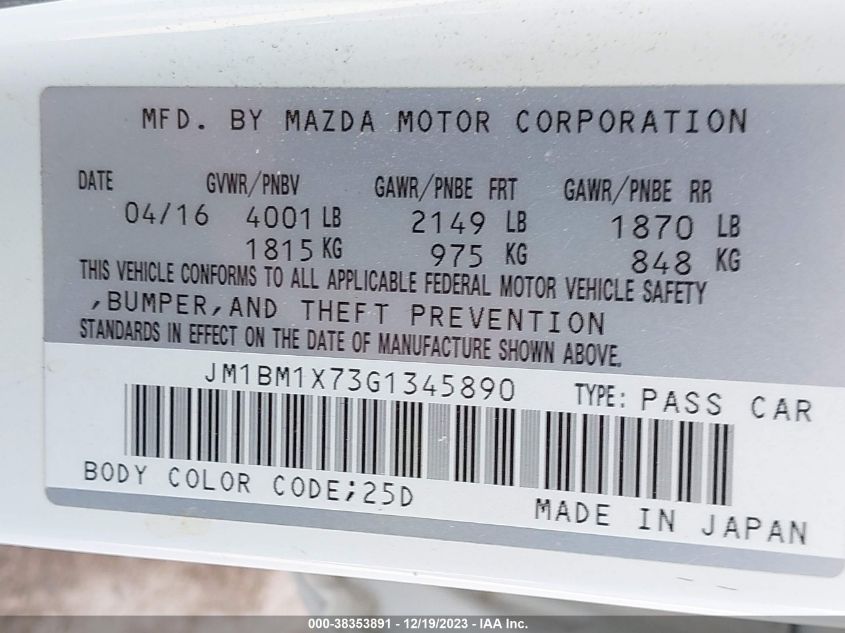 MFD. BY MAZDA MOTOR CORPORATION
DATE GVWR/PNBV GAWR/PNBE FRT GAWR/PNBE RR
04/16 4001 LB 2149 LB 1870 LB
1815 KG 975 KG 848 KG
THIS VEHICLE CONFORMS TO ALL APPLICABLE FEDERAL MOTOR VEHICLE SAFETY
,BUMPER,AND THEFT PREVENTION
STANDARDS IN EFFECT ON THE DATE OF MANUFACTURE SHOWN ABOVE.
JM1BM1X73G1345890 TYPE: PASS CAR
BODY COLOR CODE;25D
MADE IN JAPAN
000-38353891 - 12/19/2023 - IAA Inc.